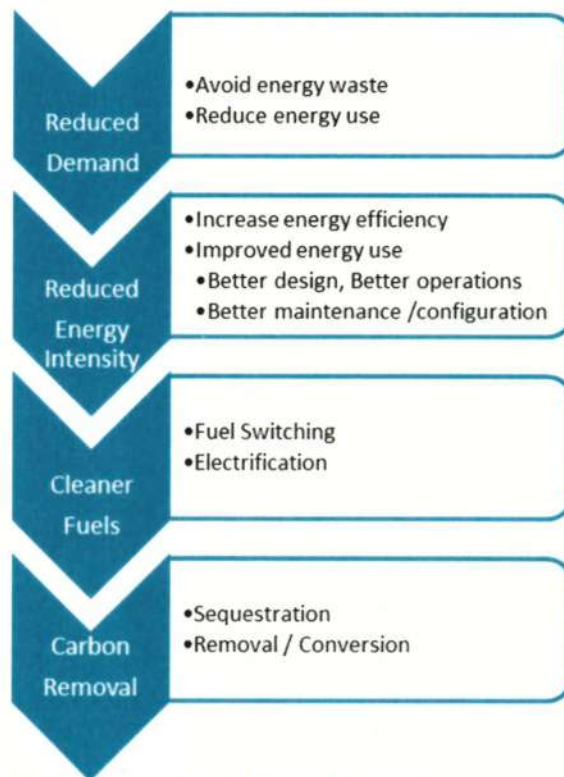 Reduced
Demand
•Avoid energy waste
•Reduce energy use
Reduced
Energy
Intensity
•Increase energy efficiency
•Improved energy use
•Better design, Better operations
•Better maintenance /configuration
Cleaner
Fuels
•Fuel Switching
•Electrification
Carbon
Removal
•Sequestration
•Removal / Conversion